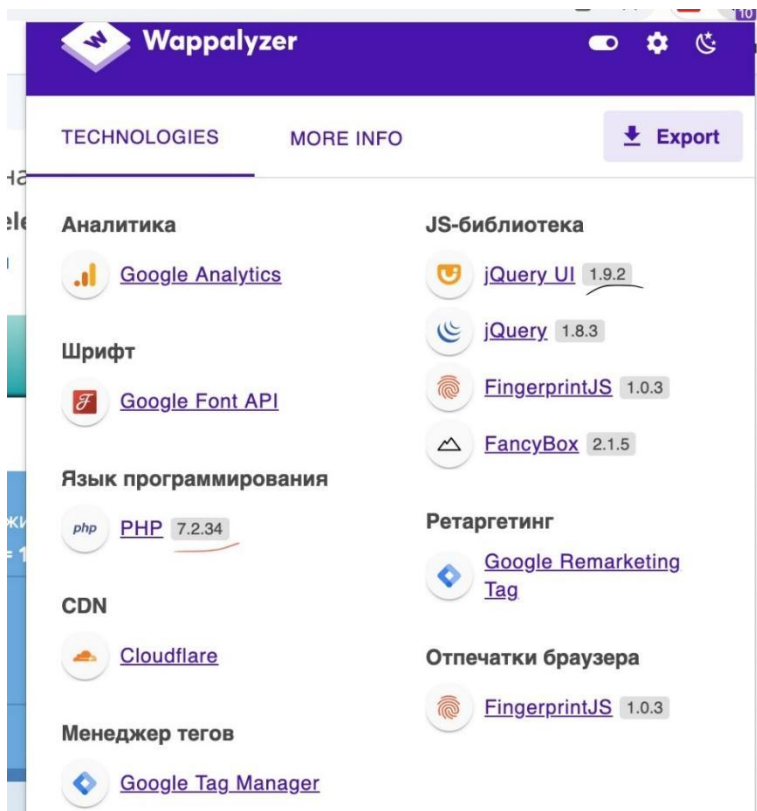 10
Wappalyzer
TECHNOLOGIES
MORE INFO
Export
Аналитика
Google Analytics
Шрифт
Google Font API
Язык программирования
php
PHP 7.2.34
CDN
Cloudflare
Менеджер тегов
Google Tag Manager
JS-библиотека
jQuery UI 1.9.2
jQuery 1.8.3
FingerprintJS 1.0.3
FancyBox 2.1.5
Ретаргетинг
Google Remarketing
Tag
Отпечатки браузера
FingerprintJS 1.0.3